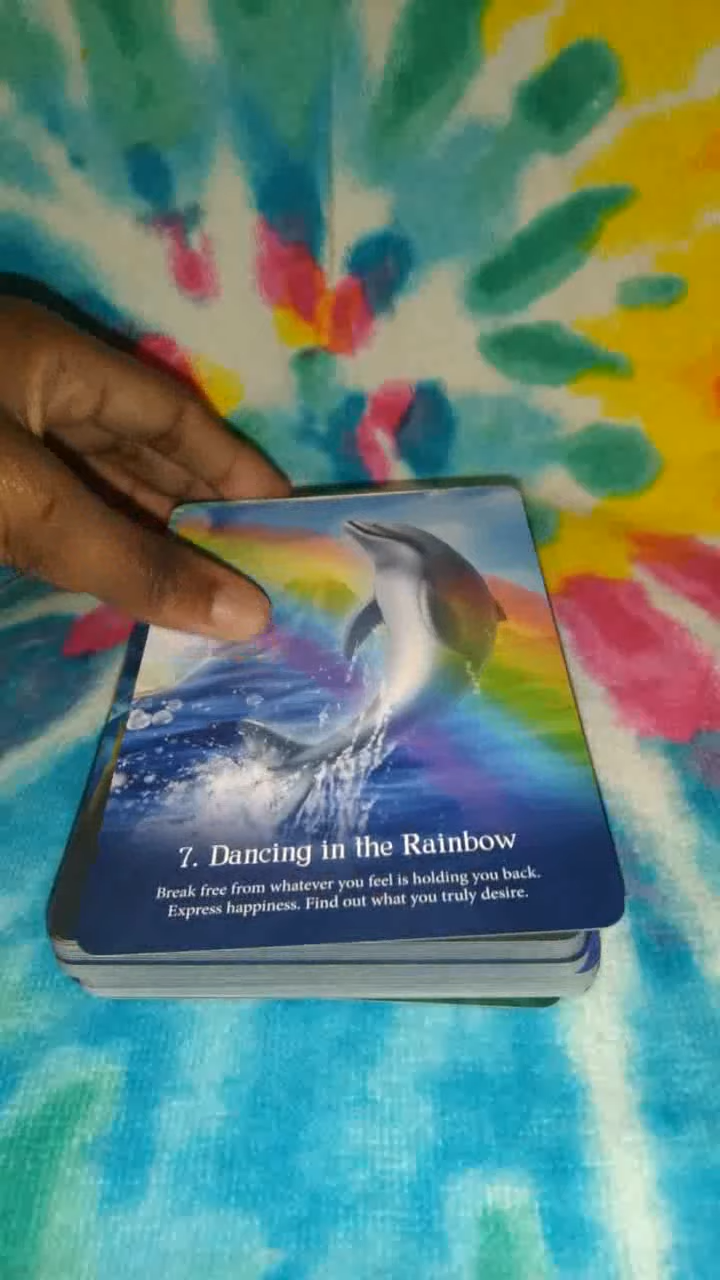 7. Dancing in the Rainbow
Break free from whatever you feel is holding you back.
Express happiness. Find out what you truly desire.